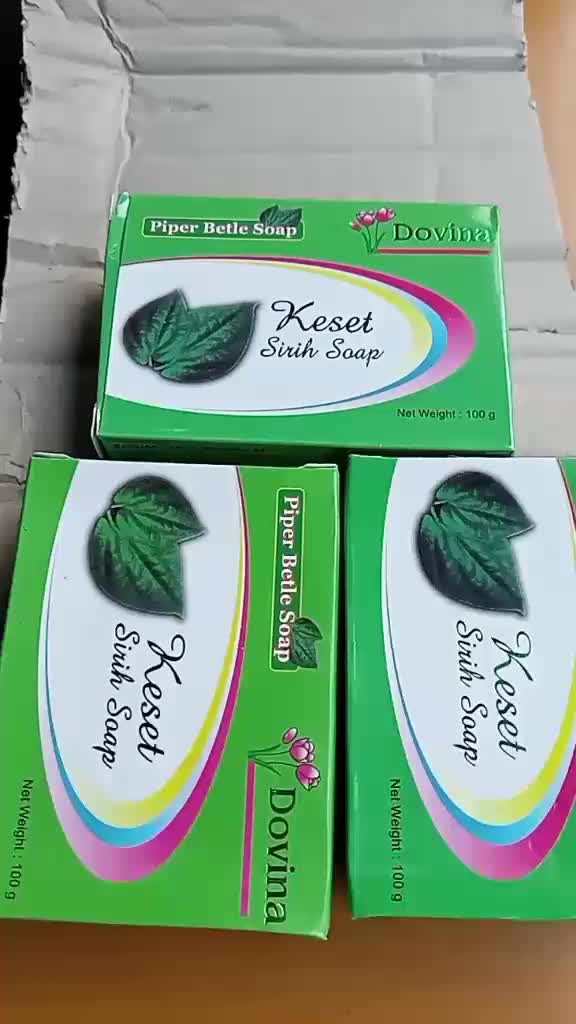 Piper Betle Soap
Dovina
Keset
Sirih Soap
Net Weight : 100 g
Piper Betle Soap
Keset
Sirih Soap
Dovina
Net Weight : 100 g
Keset
Sirih Soap
Net Weight : 100 g